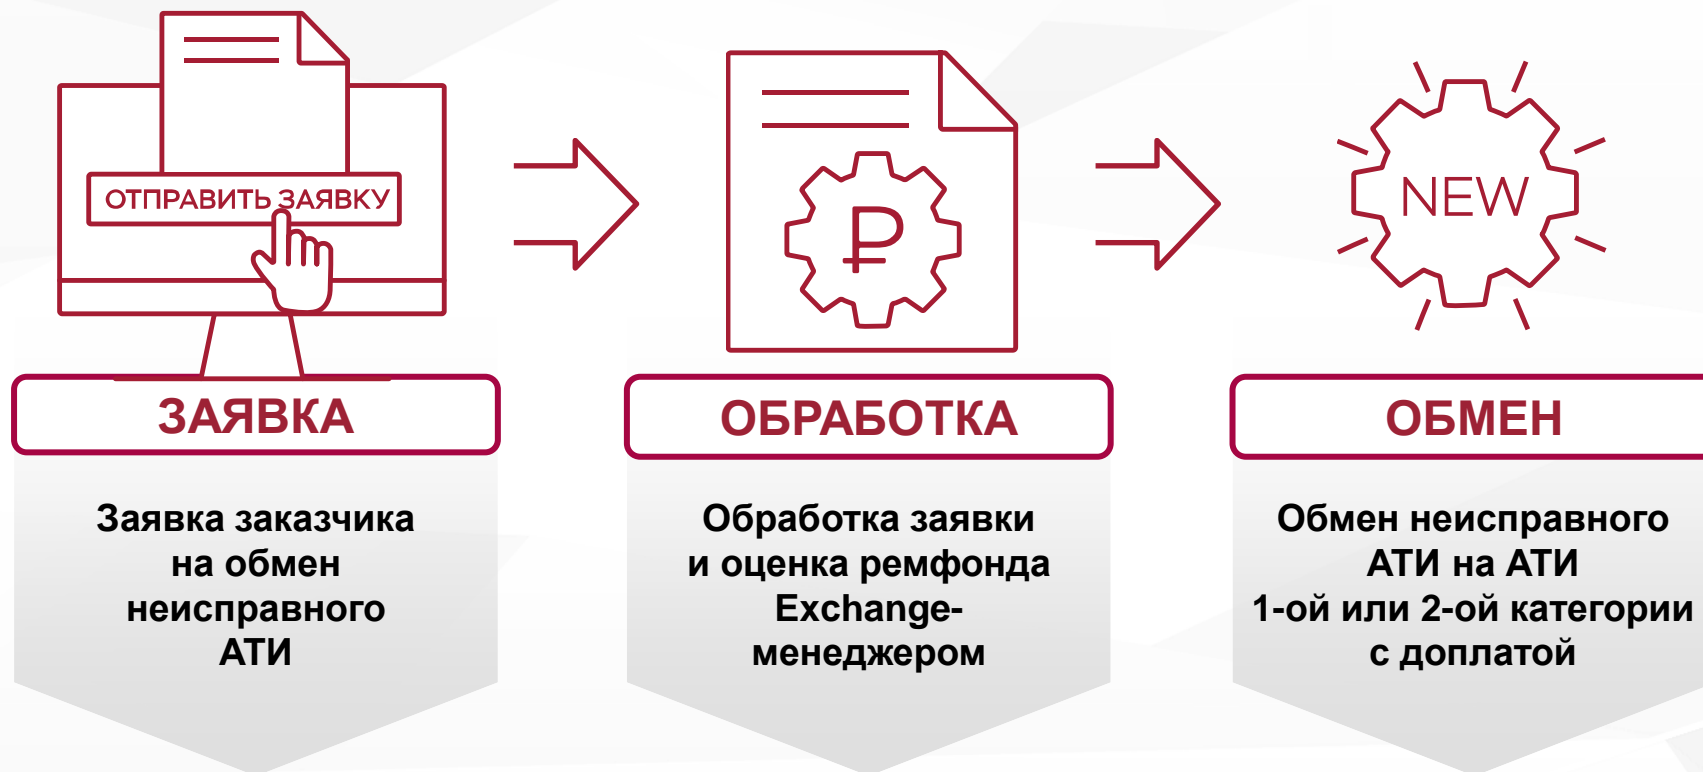 ОТПРАВИТЬ ЗАЯВКУ
₽
NEW
ЗАЯВКА
Заявка заказчика
на обмен
неисправного
АТИ
ОБРАБОТКА
Обработка заявки
и оценка ремфонда
Exchange-
менеджером
ОБМЕН
Обмен неисправного
АТИ на АТИ
1-ой или 2-ой категории
с доплатой